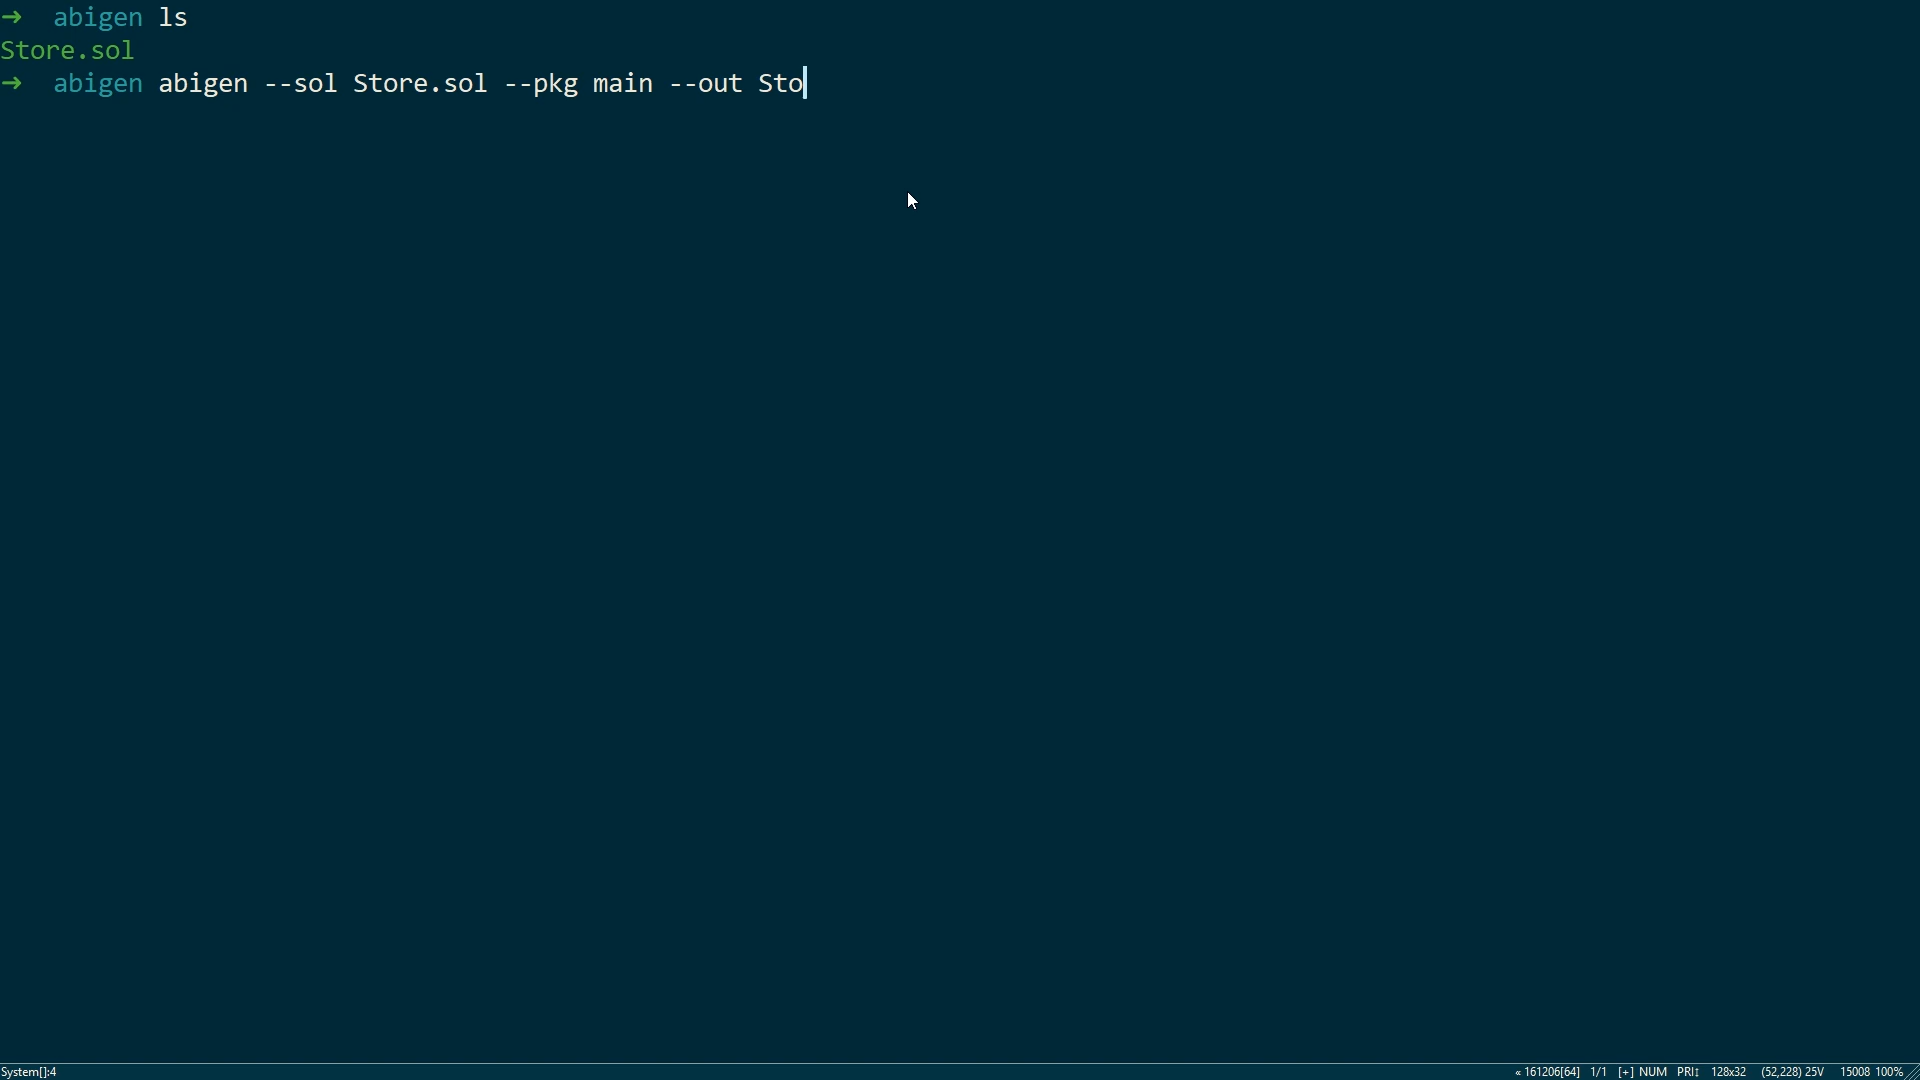 ➜ abigen ls
Store.sol
➜ abigen abigen --sol Store.sol --pkg main --out Sto
System[]:4 « 161206[64] 1/1 [+] NUM PRI↕ 128x32 (52,228) 25V 15008 100%